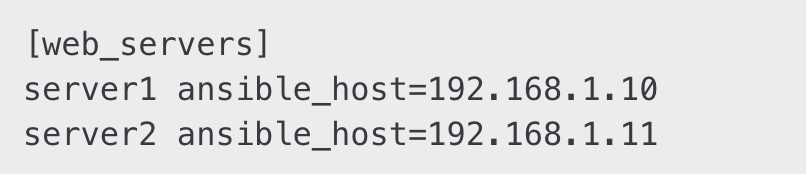 [web_servers]
server1 ansible_host=192.168.1.10
server2 ansible_host=192.168.1.11